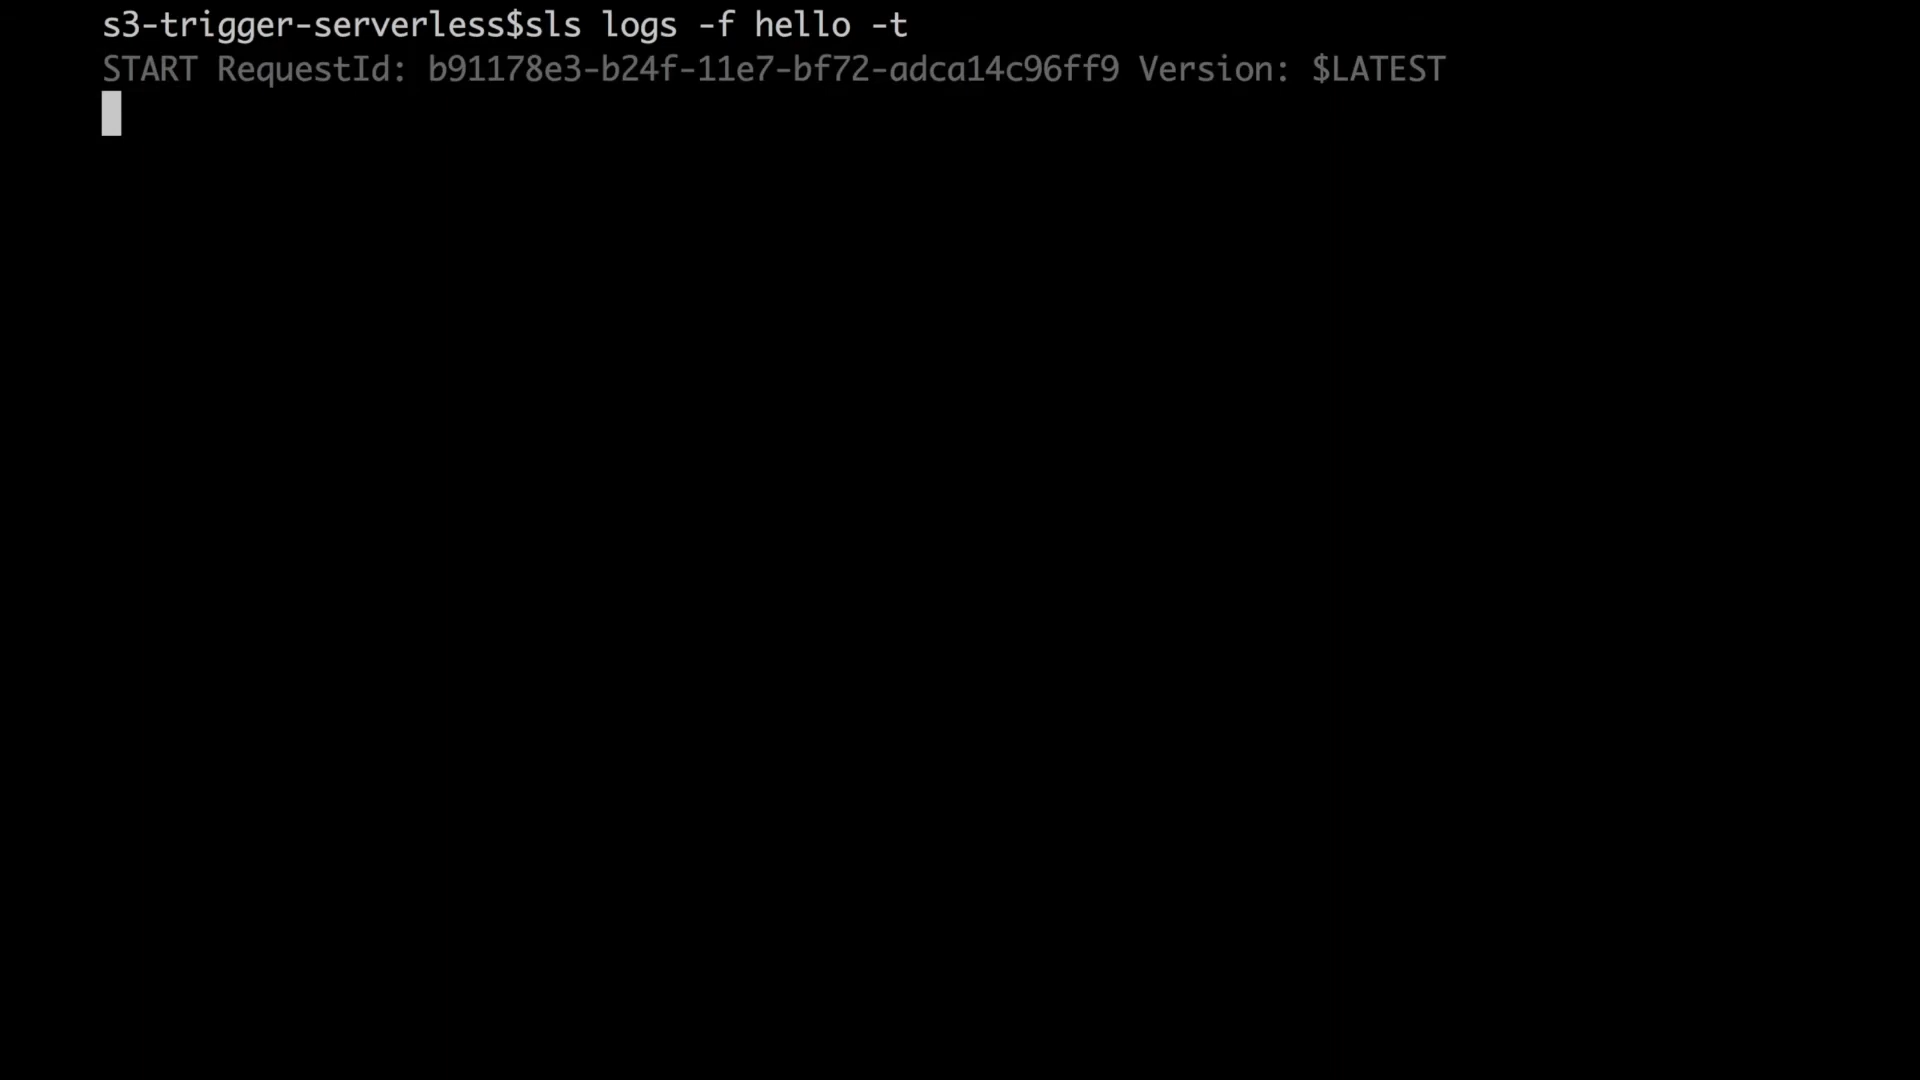 s3-trigger-serverless$sls logs -f hello -t
START RequestId: b91178e3-b24f-11e7-bf72-adca14c96ff9 Version: $LATEST